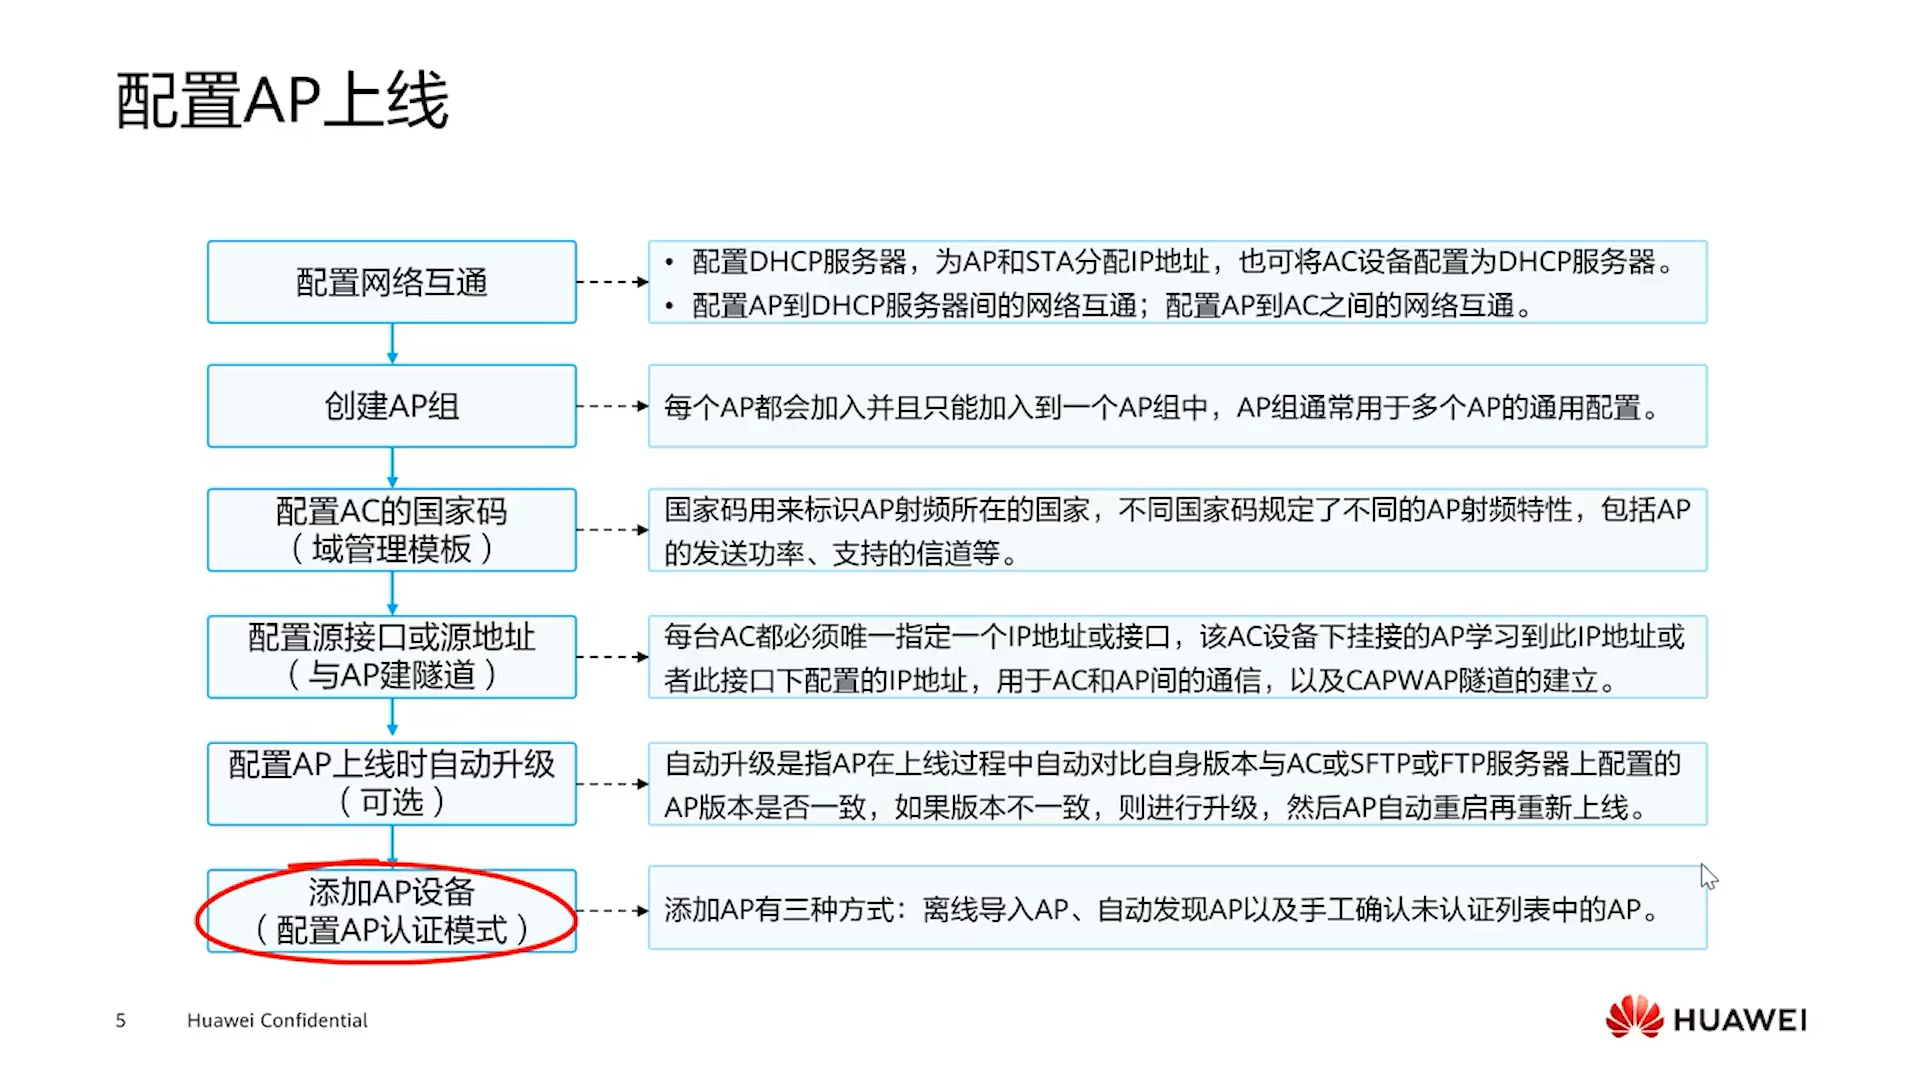 配置AP上线
配置网络互通
• 配置DHCP服务器，为AP和STA分配IP地址，也可将AC设备配置为DHCP服务器。
• 配置AP到DHCP服务器间的网络互通；配置AP到AC之间的网络互通。
创建AP组
每个AP都会加入并且只能加入到一个AP组中，AP组通常用于多个AP的通用配置。
配置AC的国家码
（域管理模板）
国家码用来标识AP射频所在的国家，不同国家码规定了不同的AP射频特性，包括AP
的发送功率、支持的信道等。
配置源接口或源地址
（与AP建隧道）
每台AC都必须唯一指定一个IP地址或接口，该AC设备下挂接的AP学习到此IP地址或
者此接口下配置的IP地址，用于AC和AP间的通信，以及CAPWAP隧道的建立。
配置AP上线时自动升级
（可选）
自动升级是指AP在上线过程中自动对比自身版本与AC或SFTP或FTP服务器上配置的
AP版本是否一致，如果版本不一致，则进行升级，然后AP自动重启再重新上线。
添加AP设备
（配置AP认证模式）
添加AP有三种方式：离线导入AP、自动发现AP以及手工确认未认证列表中的AP。
5
Huawei Confidential
HUAWEI